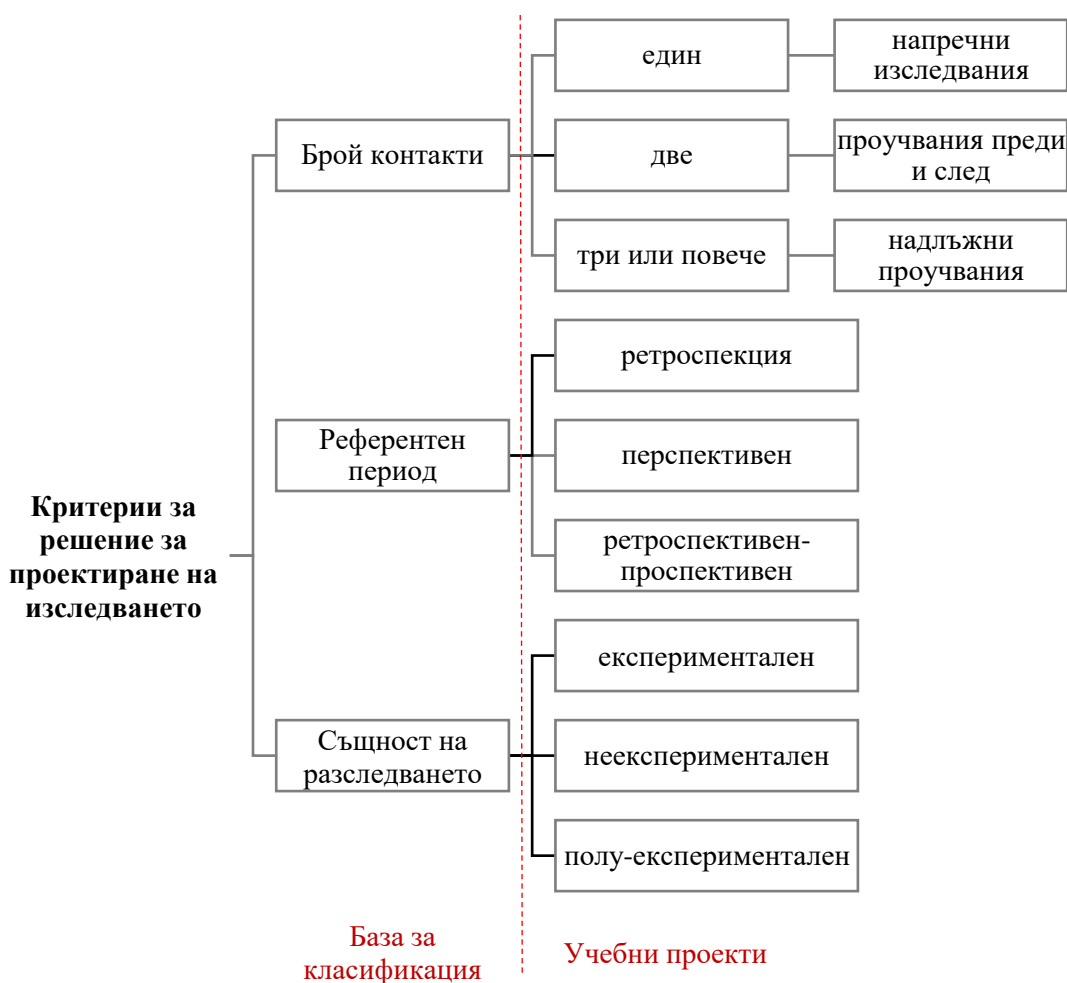 един
напречни
изследвания
Брой контакти
две
проучвания преди
и след
три или повече
надлъжни
проучвания
ретроспекция
Референтен
период
перспективен
ретроспективен-
проспективен
Критерии за
решение за
проектиране на
изследването
експериментален
Същност на
разследването
неекспериментален
полу-експериментален
База за
класификация
Учебни проекти